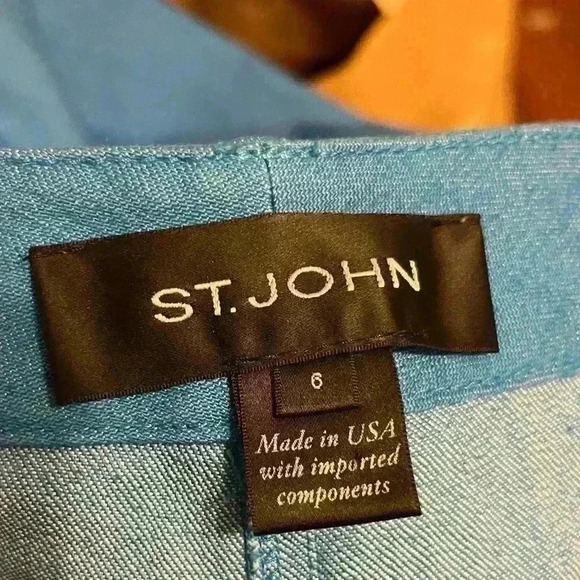 ST. JOHN
6
Made in USA
with imported
components